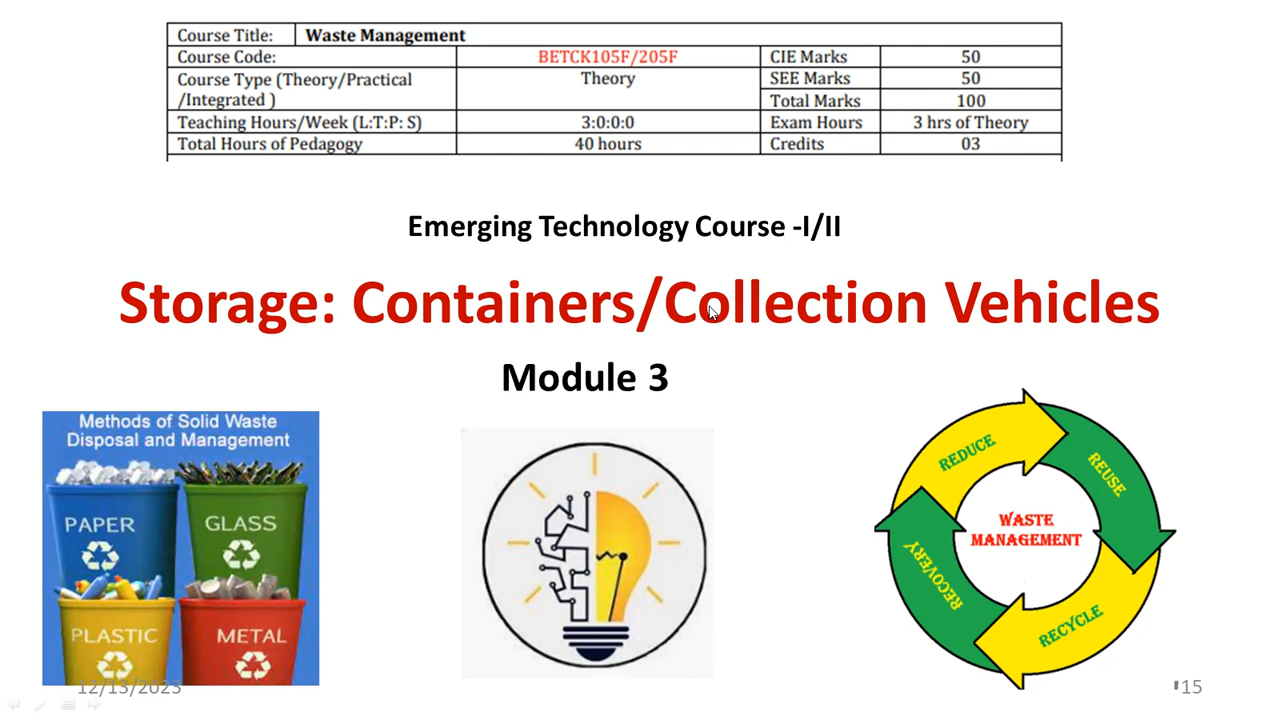 Course Title: Waste Management
Course Code: BETCK105F/205F CIE Marks 50
Course Type (Theory/Practical /Integrated ) Theory SEE Marks 50
Total Marks 100
Teaching Hours/Week (L:T:P: S) 3:0:0:0 Exam Hours 3 hrs of Theory
Total Hours of Pedagogy 40 hours Credits 03
Emerging Technology Course -I/II
Storage: Containers/Collection Vehicles
Module 3
Methods of Solid Waste
Disposal and Management
PAPER GLASS
PLASTIC METAL
REDUCE
REUSE
RECYCLE
RECOVERY
WASTE
MANAGEMENT
12/13/2023
15